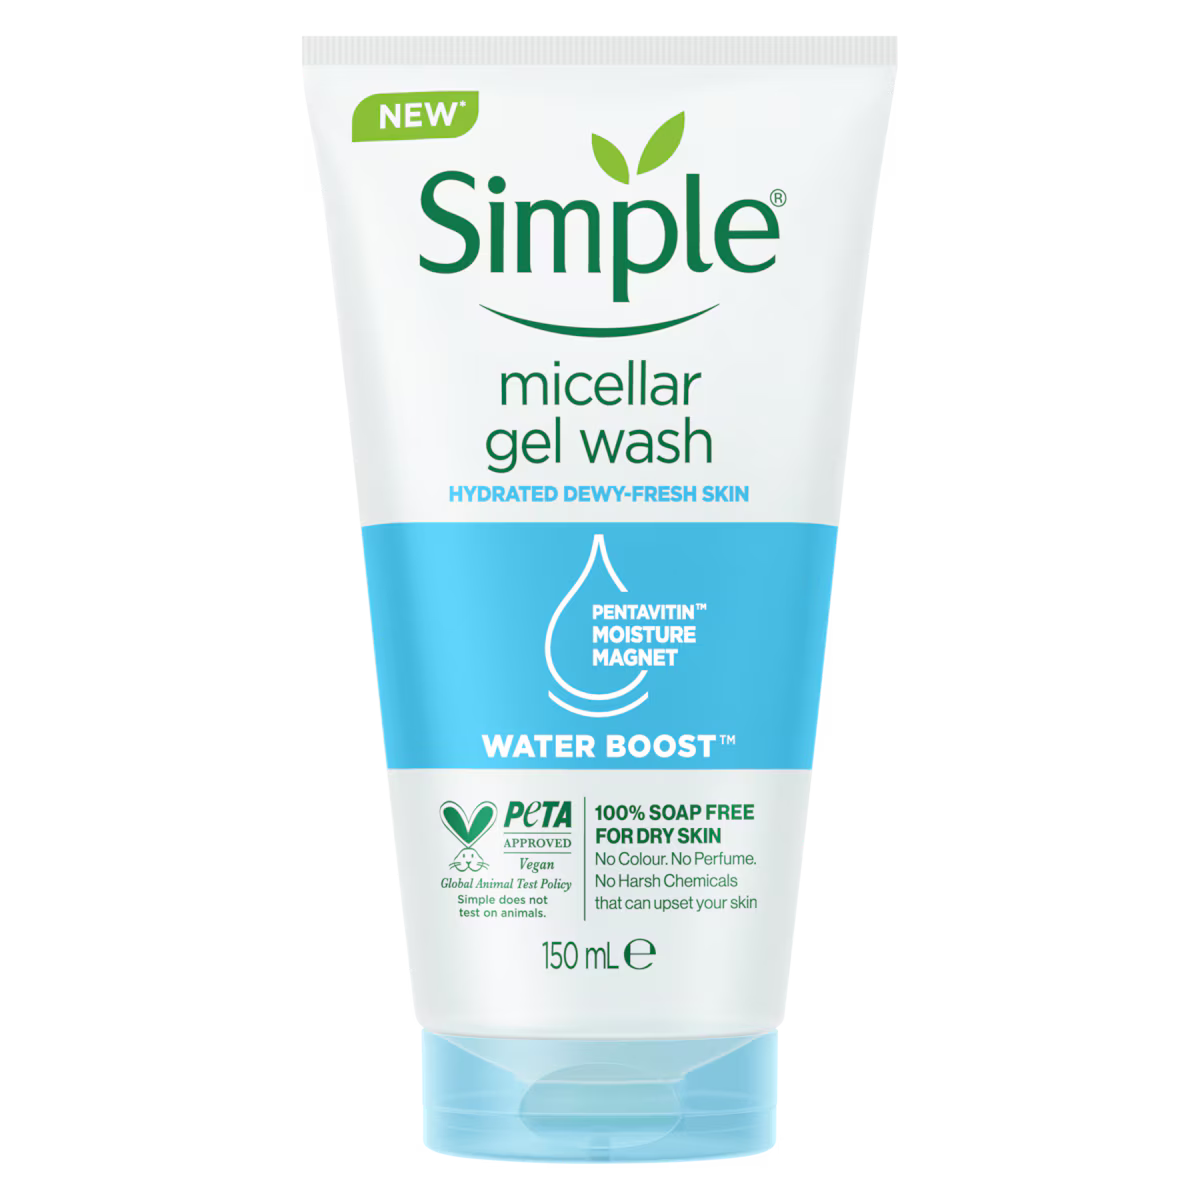 NEW*
Simple®
micellar
gel wash
HYDRATED DEWY-FRESH SKIN
PENTAVITIN™
MOISTURE
MAGNET
WATER BOOST™
PeTA
APPROVED
Vegan
Global Animal Test Policy
Simple does not
test on animals.
100% SOAP FREE
FOR DRY SKIN
No Colour. No Perfume.
No Harsh Chemicals
that can upset your skin
150 mL ℮